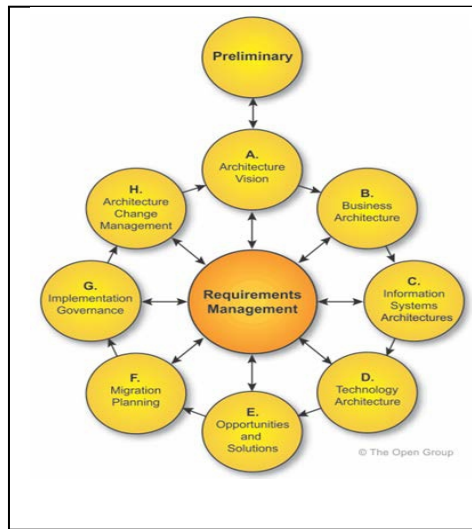 Preliminary
A.
Architecture
Vision
B.
Business
Architecture
C.
Information
Systems
Architectures
D.
Technology
Architecture
E.
Opportunities
and
Solutions
F.
Migration
Planning
G.
Implementation
Governance
H.
Architecture
Change
Management
Requirements
Management
© The Open Group